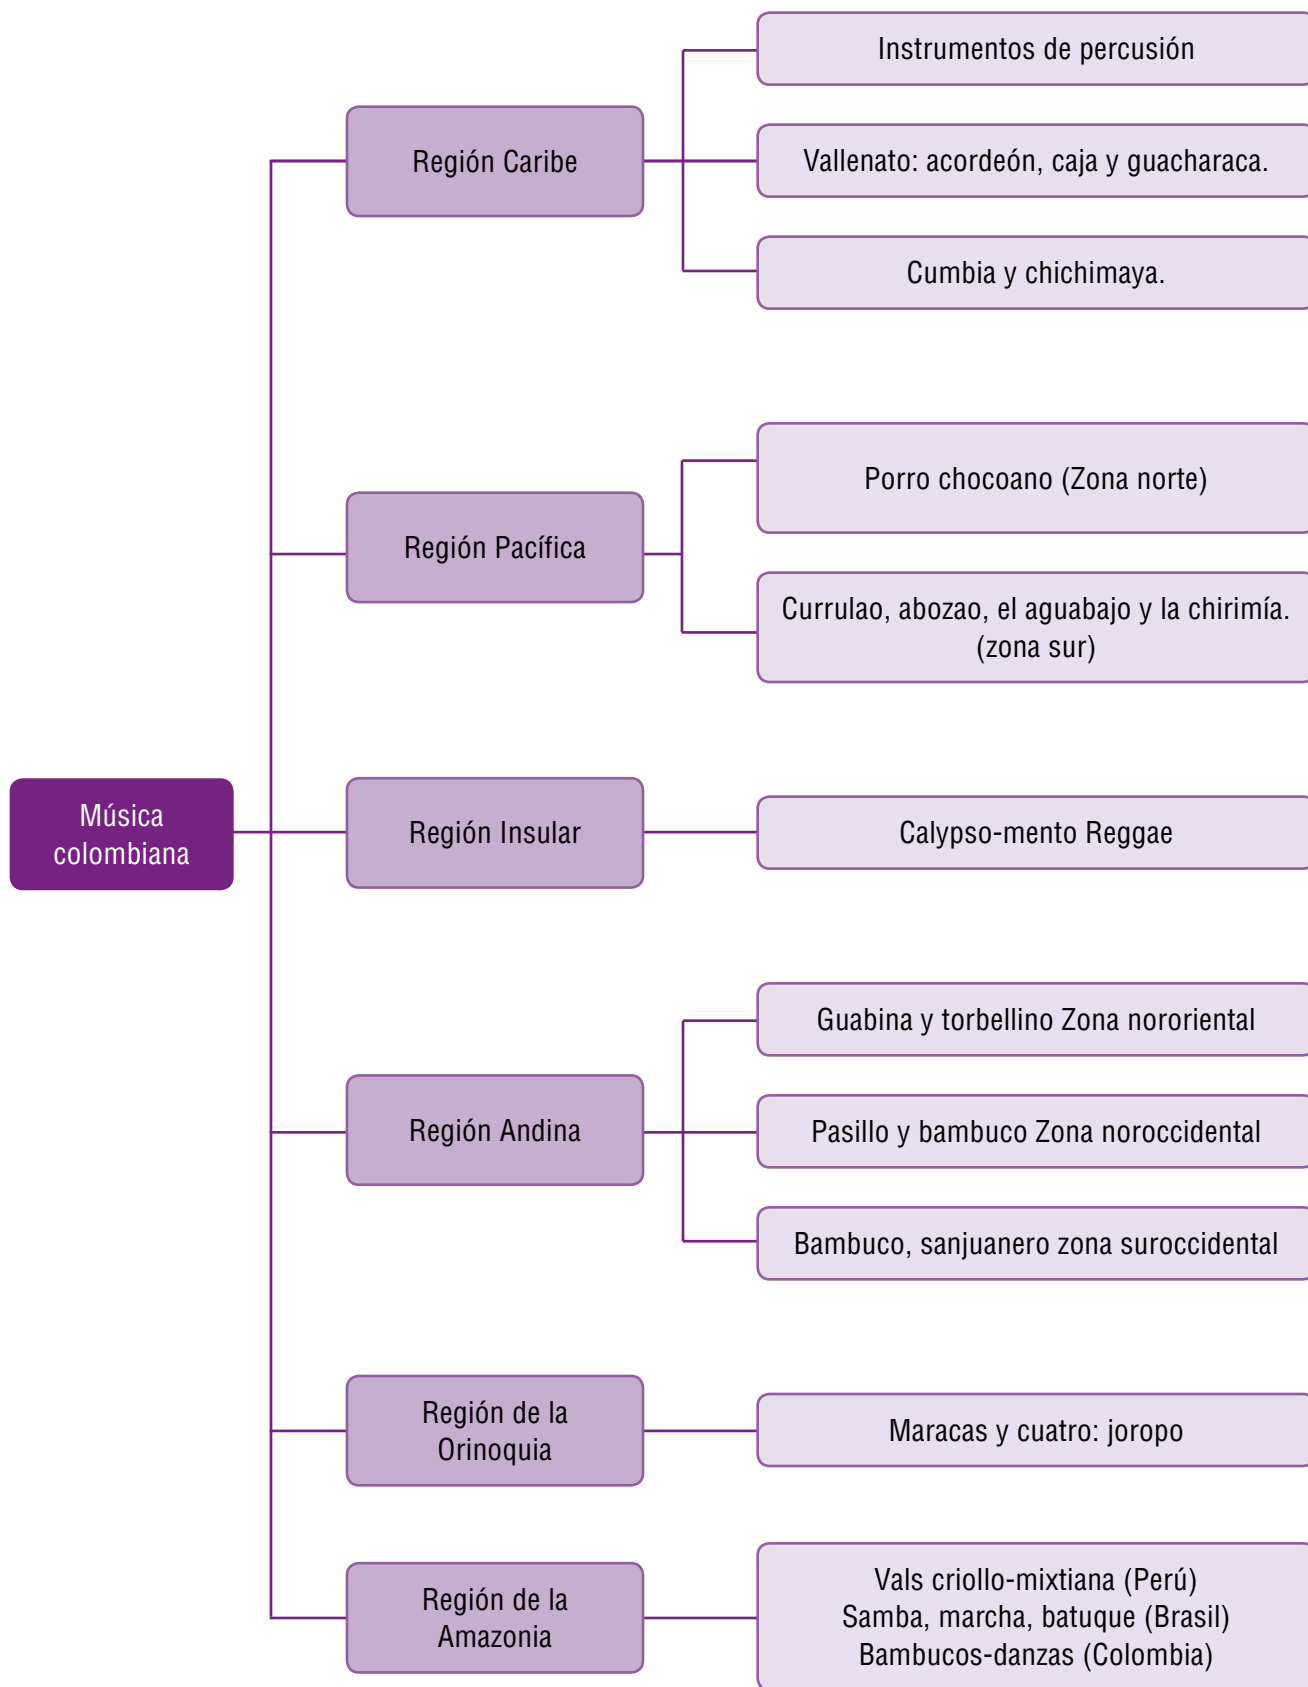 Música
colombiana
Región Caribe
Instrumentos de percusión
Vallenato: acordeón, caja y guacharaca.
Cumbia y chichimaya.
Región Pacífica
Porro chocoano (Zona norte)
Currulao, abozao, el aguabajo y la chirimía.
(zona sur)
Región Insular
Calypso-mento Reggae
Región Andina
Guabina y torbellino Zona nororiental
Pasillo y bambuco Zona noroccidental
Bambuco, sanjuanero zona suroccidental
Región de la
Orinoquia
Maracas y cuatro: joropo
Región de la
Amazonia
Vals criollo-mixtiana (Perú)
Samba, marcha, batuque (Brasil)
Bambucos-danzas (Colombia)